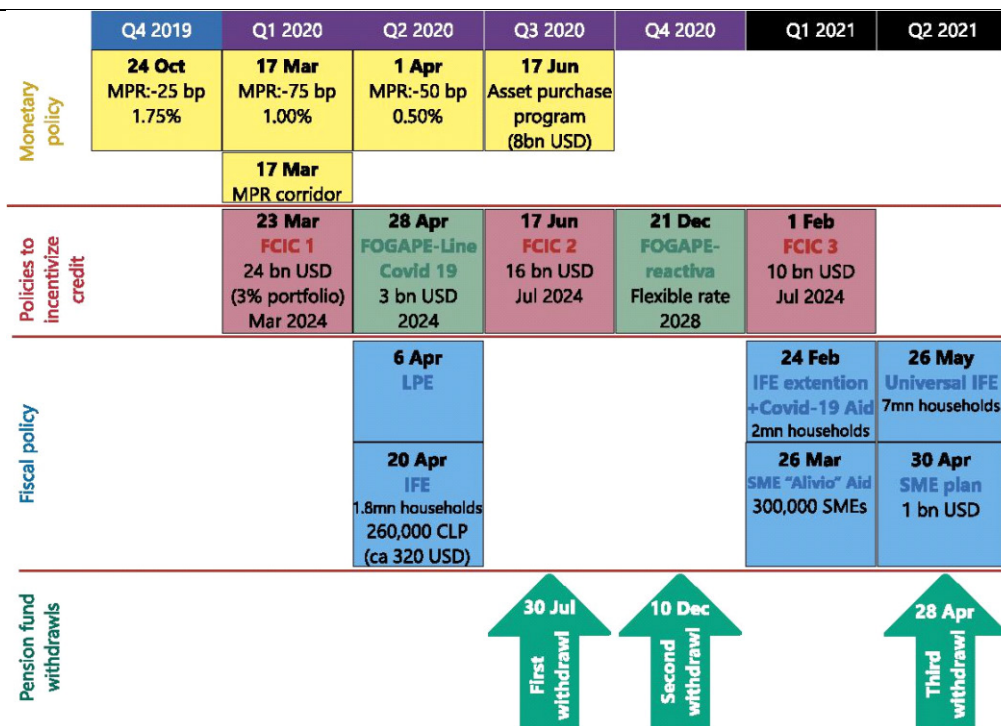 Q4 2019
Q1 2020
Q2 2020
Q3 2020
Q4 2020
Q1 2021
Q2 2021
Monetary
policy
24 Oct
MPR:-25 bp
1.75%
17 Mar
MPR:-75 bp
1.00%
1 Apr
MPR:-50 bp
0.50%
17 Jun
Asset purchase
program
(8bn USD)
17 Mar
MPR corridor
Policies to
incentivize
credit
23 Mar
FCIC 1
24 bn USD
(3% portfolio)
Mar 2024
28 Apr
FOGAPE-Line
Covid 19
3 bn USD
2024
17 Jun
FCIC 2
16 bn USD
Jul 2024
21 Dec
FOGAPE-
reactiva
Flexible rate
2028
1 Feb
FCIC 3
10 bn USD
Jul 2024
Fiscal policy
6 Apr
LPE
24 Feb
IFE extention
+Covid-19 Aid
2mn households
26 May
Universal IFE
7mn households
20 Apr
IFE
1.8mn households
260,000 CLP
(ca 320 USD)
26 Mar
SME "Alivio" Aid
300,000 SMEs
30 Apr
SME plan
1 bn USD
Pension fund
withdrawls
30 Jul
First
withdrawl
10 Dec
Second
withdrawl
28 Apr
Third
withdrawl